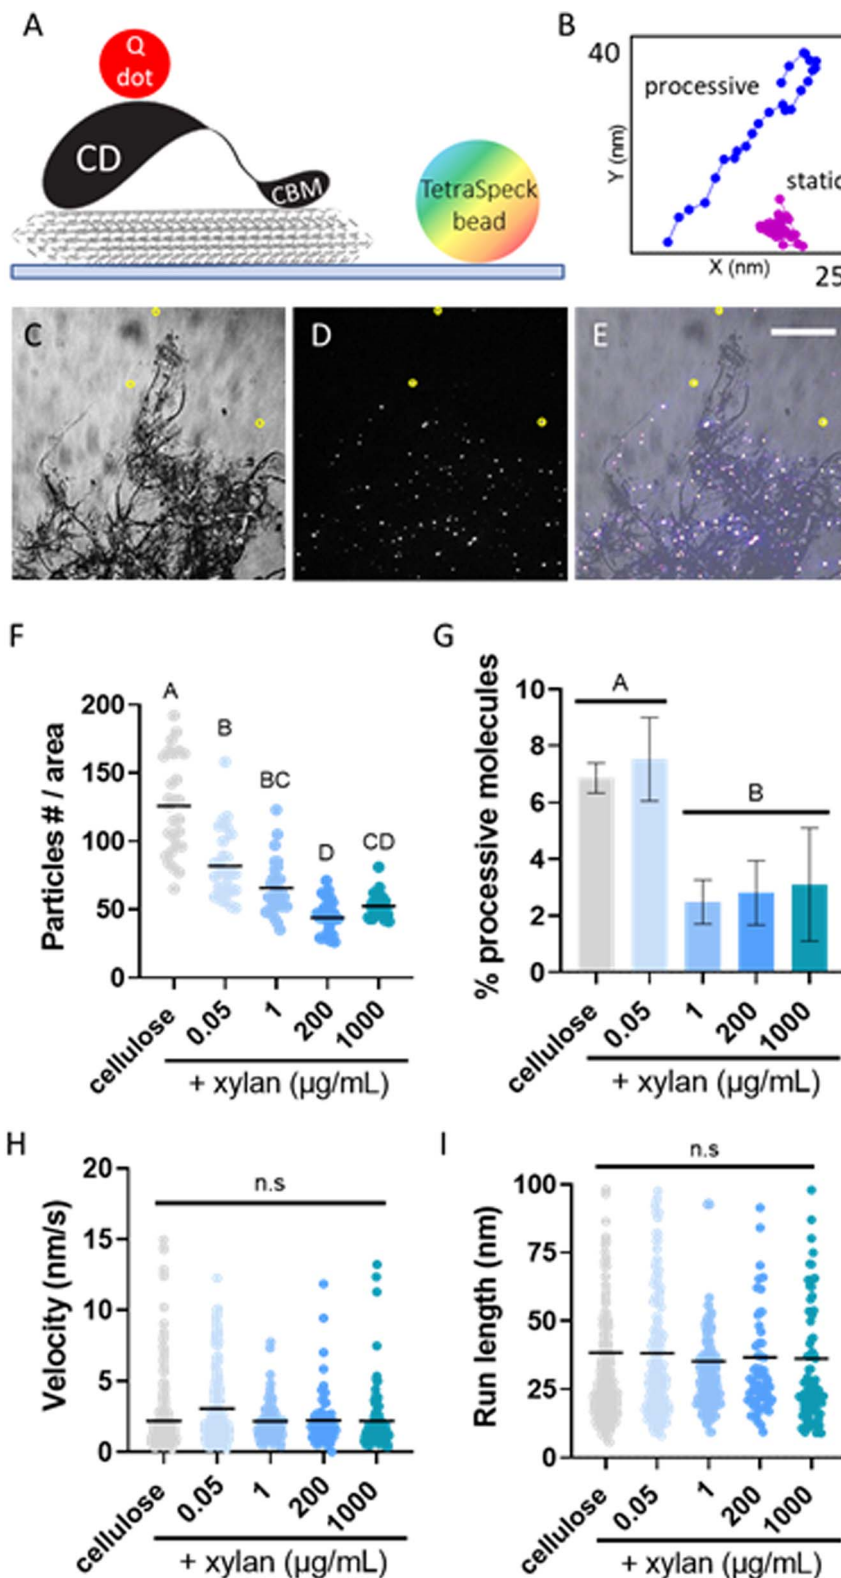 A
Q
dot
CD
CBM
TetraSpeck
bead
B
40
processive
Y (nm)
static
X (nm)
25
C
D
E
F
Particles # / area
200
150
100
50
0
A
B
BC
D
CD
cellulose
0.05
1
200
1000
+ xylan (µg/mL)
G
% processive molecules
10
8
6
4
2
0
A
B
cellulose
0.05
1
200
1000
+ xylan (µg/mL)
H
Velocity (nm/s)
20
15
10
5
0
n.s
cellulose
0.05
1
200
1000
+ xylan (µg/mL)
I
Run length (nm)
100
75
50
25
0
n.s
cellulose
0.05
1
200
1000
+ xylan (µg/mL)